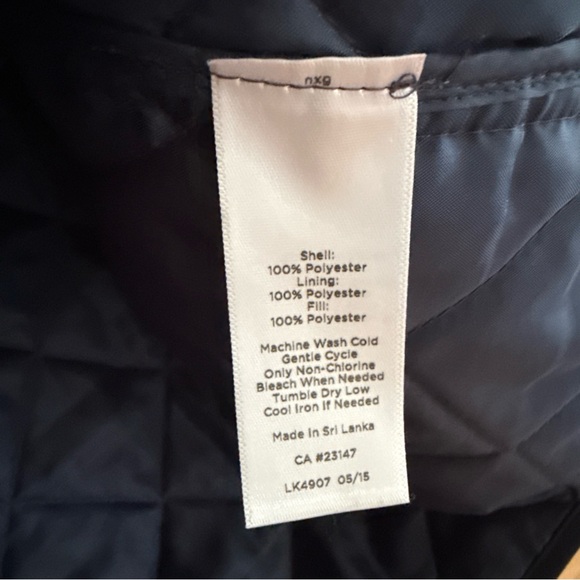 Shell:
100% Polyester
Lining:
100% Polyester
Fill:
100% Polyester
Machine Wash Cold
Gentle Cycle
Only Non-Chlorine
Bleach When Needed
Tumble Dry Low
Cool Iron If Needed
Made In Sri Lanka
CA #23147
LK4907 05/15